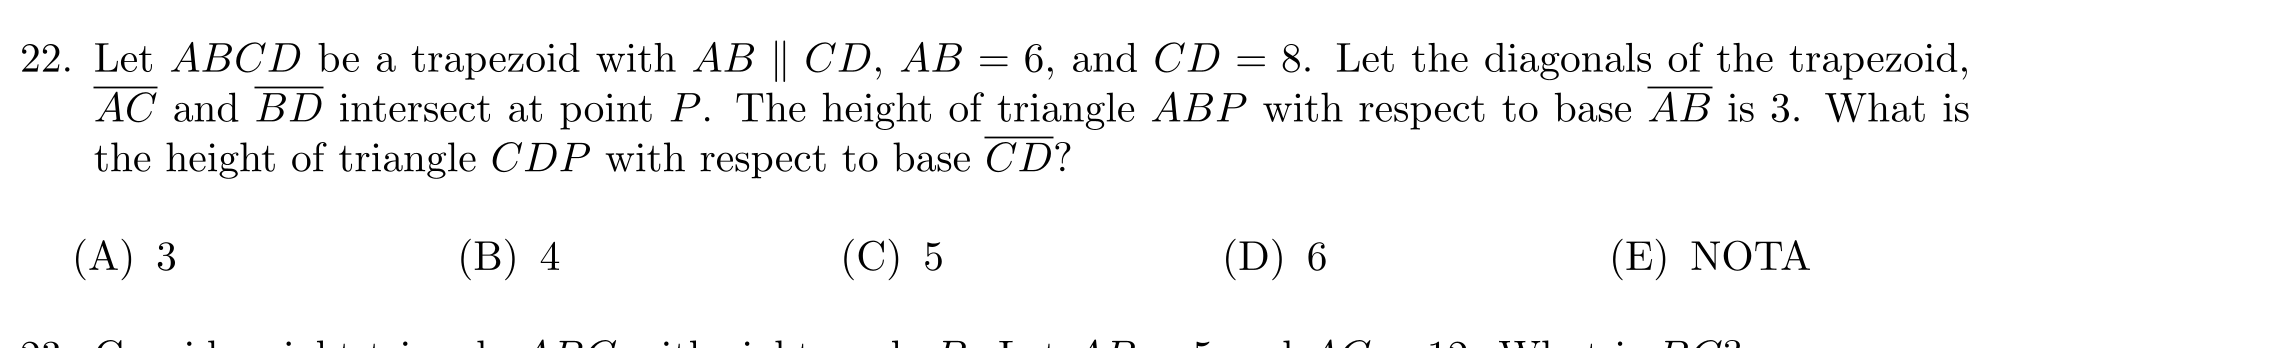 22. Let ABCD be a trapezoid with AB ∥ CD, AB = 6, and CD = 8. Let the diagonals of the trapezoid,
AC and BD intersect at point P. The height of triangle ABP with respect to base AB is 3. What is
the height of triangle CDP with respect to base CD?
(A) 3 (B) 4 (C) 5 (D) 6 (E) NOTA